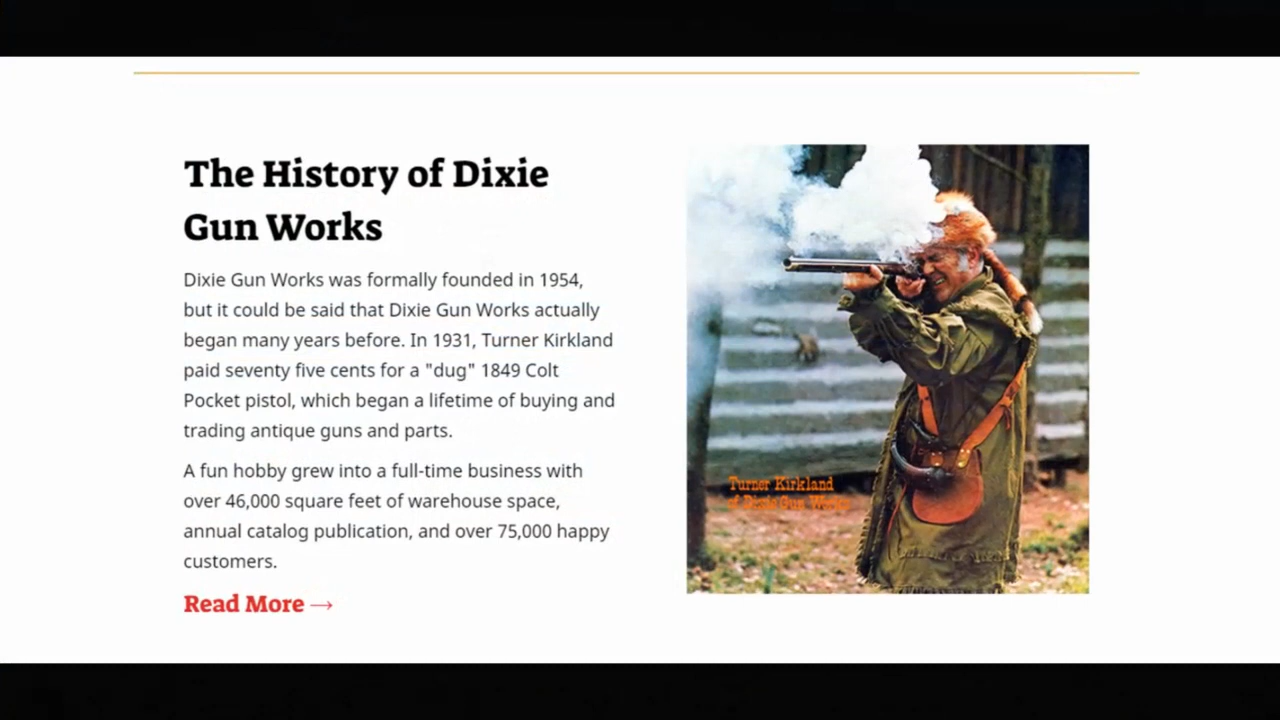 The History of Dixie
Gun Works
Dixie Gun Works was formally founded in 1954,
but it could be said that Dixie Gun Works actually
began many years before. In 1931, Turner Kirkland
paid seventy five cents for a "dug" 1849 Colt
Pocket pistol, which began a lifetime of buying and
trading antique guns and parts.
A fun hobby grew into a full-time business with
over 46,000 square feet of warehouse space,
annual catalog publication, and over 75,000 happy
customers.
Read More →
Turner Kirkland
of Dixie Gun Works